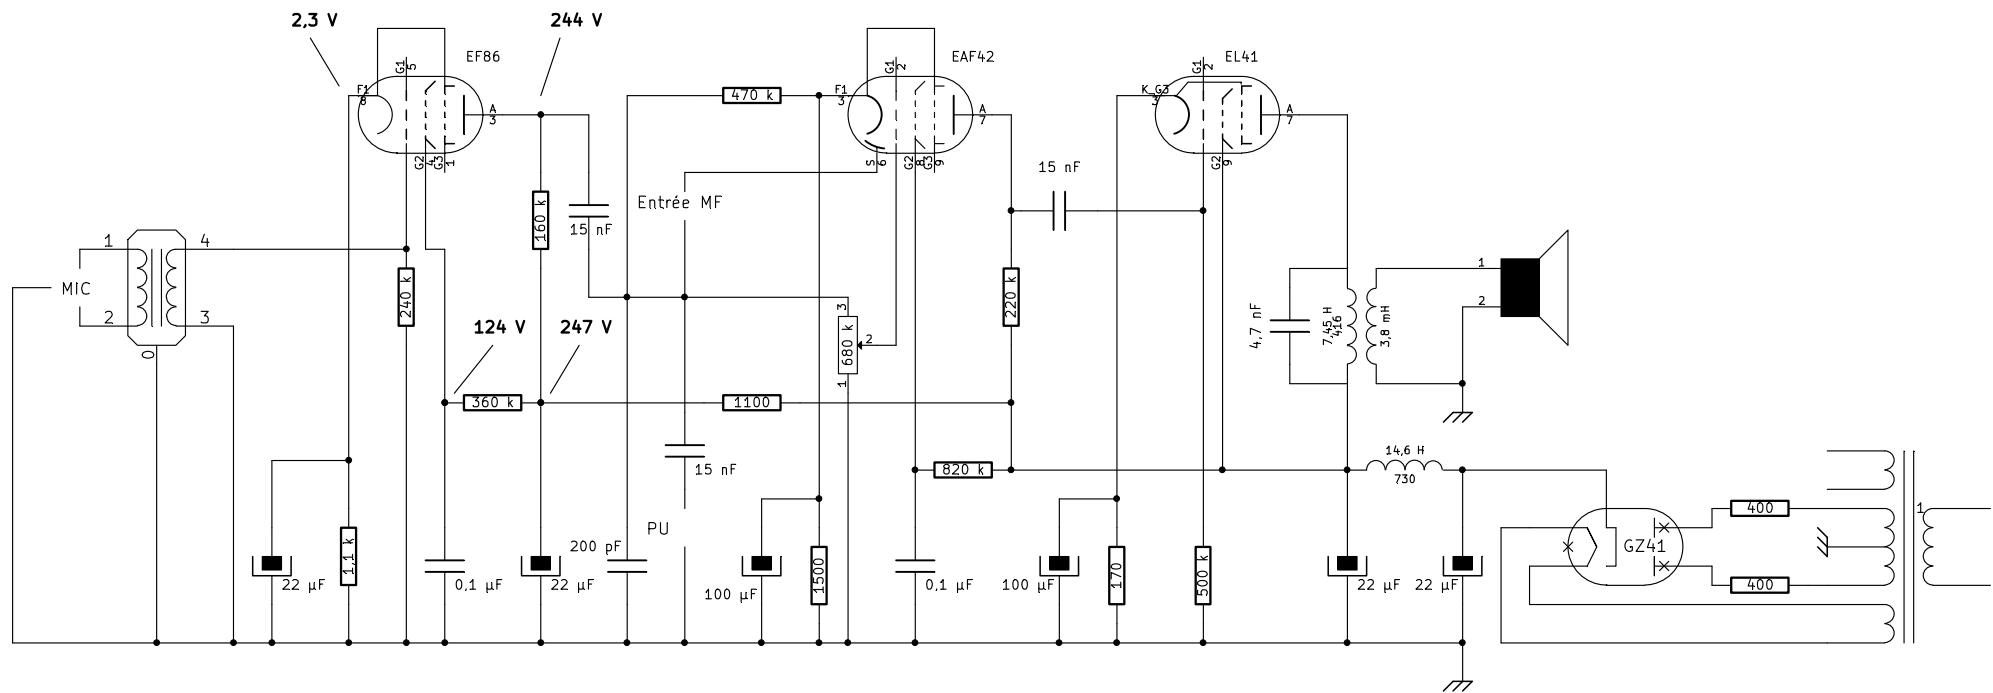 2,3 V
244 V
EF86
EAF42
EL41
G1
5
G1
2
G1
2
F1
8
A
3
470 k
F1
3
A
7
K_G3
3
A
7
G2
4
G3
1
S
6
G2
8
G3
9
G2
9
15 nF
160 k
15 nF
Entrée MF
1
4
MIC
2
3
0
240 k
220 k
3
680 k
2
1
4,7 nF
7,45 H
416
3,8 mH
1
2
124 V
247 V
360 k
1100
15 nF
820 k
14,6 H
730
PU
200 pF
1,1 k
22 µF
0,1 µF
22 µF
100 µF
1500
0,1 µF
100 µF
170
500 k
22 µF
22 µF
GZ41
400
400
1